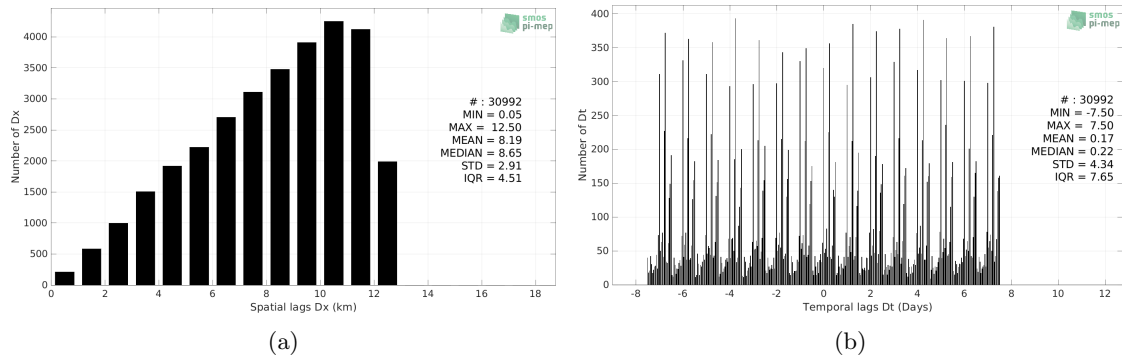 smos
pi-mep
4000
3500
3000
2500
2000
1500
1000
500
0
Number of Dx
# : 30992
MIN = 0.05
MAX = 12.50
MEAN = 8.19
MEDIAN = 8.65
STD = 2.91
IQR = 4.51
0 2 4 6 8 10 12 14 16 18
Spatial lags Dx (km)
(a)
smos
pi-mep
400
350
300
250
200
150
100
50
0
Number of Dt
# : 30992
MIN = -7.50
MAX = 7.50
MEAN = 0.17
MEDIAN = 0.22
STD = 4.34
IQR = 7.65
-8 -6 -4 -2 0 2 4 6 8 10 12
Temporal lags Dt (Days)
(b)